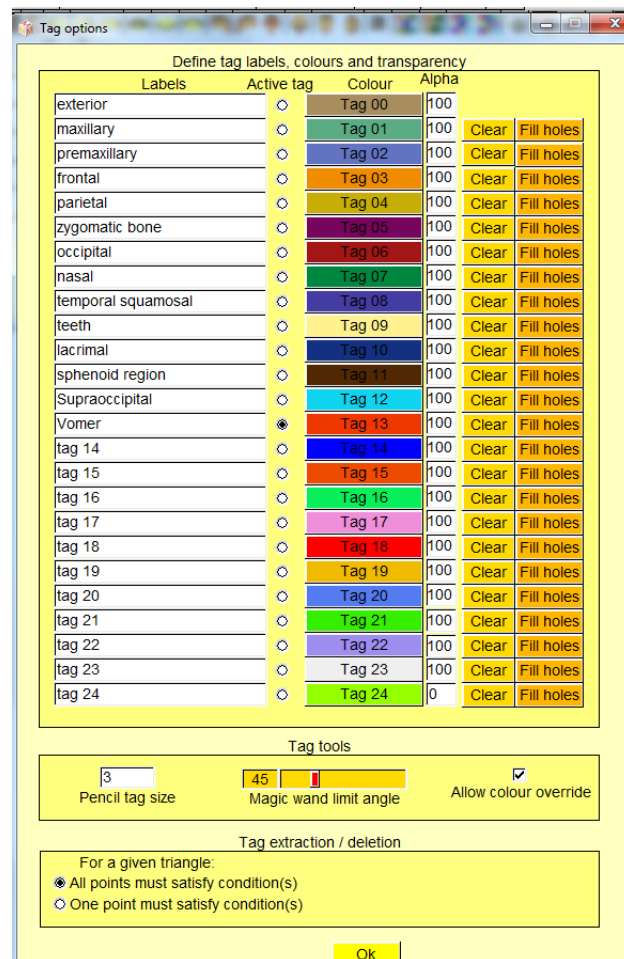 Tag options
Define tag labels, colours and transparency
Labels Active tag Colour Alpha
exterior Tag 00 100
maxillary Tag 01 100 Clear Fill holes
premaxillary Tag 02 100 Clear Fill holes
frontal Tag 03 100 Clear Fill holes
parietal Tag 04 100 Clear Fill holes
zygomatic bone Tag 05 100 Clear Fill holes
occipital Tag 06 100 Clear Fill holes
nasal Tag 07 100 Clear Fill holes
temporal squamosal Tag 08 100 Clear Fill holes
teeth Tag 09 100 Clear Fill holes
lacrimal Tag 10 100 Clear Fill holes
sphenoid region Tag 11 100 Clear Fill holes
Supraoccipital Tag 12 100 Clear Fill holes
Vomer Tag 13 100 Clear Fill holes
tag 14 Tag 14 100 Clear Fill holes
tag 15 Tag 15 100 Clear Fill holes
tag 16 Tag 16 100 Clear Fill holes
tag 17 Tag 17 100 Clear Fill holes
tag 18 Tag 18 100 Clear Fill holes
tag 19 Tag 19 100 Clear Fill holes
tag 20 Tag 20 100 Clear Fill holes
tag 21 Tag 21 100 Clear Fill holes
tag 22 Tag 22 100 Clear Fill holes
tag 23 Tag 23 100 Clear Fill holes
tag 24 Tag 24 0 Clear Fill holes
Tag tools
3 45
Pencil tag size Magic wand limit angle Allow colour override
Tag extraction / deletion
For a given triangle:
All points must satisfy condition(s)
One point must satisfy condition(s)
Ok